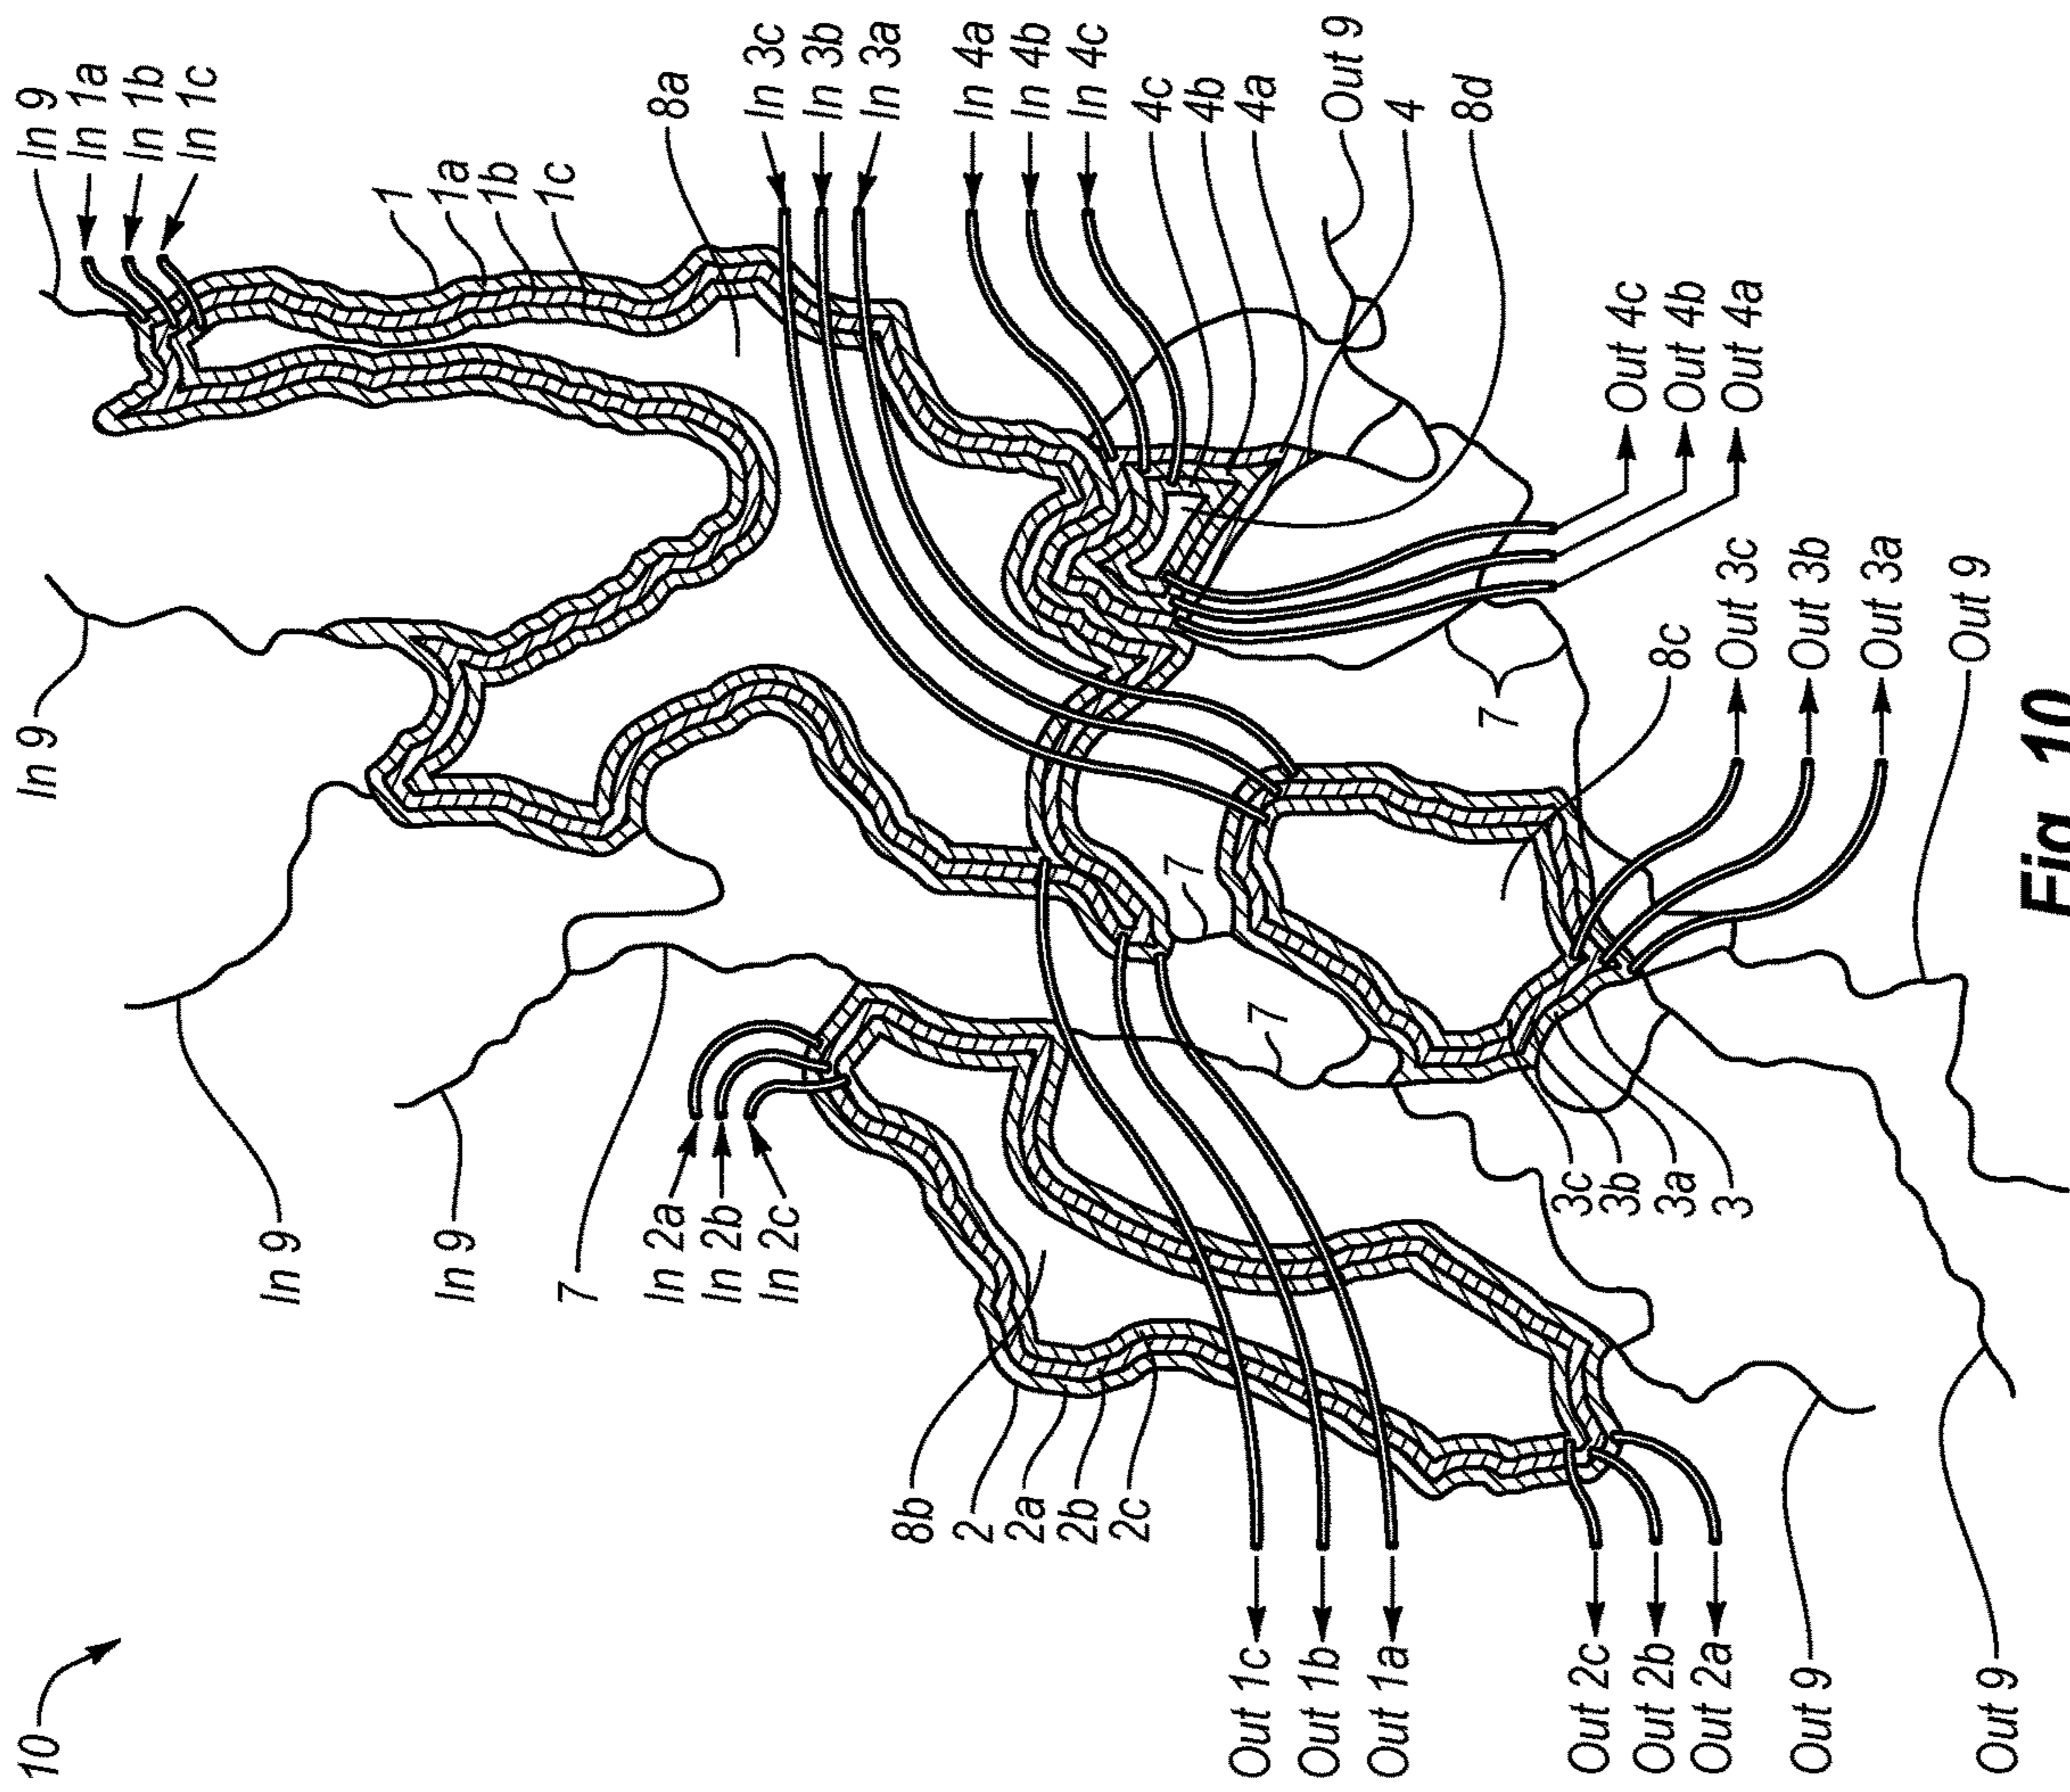 10
In 9
In 9
In 9
In 9
In 1a
In 1b
In 1c
1
1a
1b
1c
8a
In 3c
In 3b
In 3a
In 4a
In 4b
In 4c
4c
4b
4a
Out 9
4
8d
7
In 2a
In 2b
In 2c
8b
2
2a
2b
2c
7
7
7
Out 4c
Out 4b
Out 4a
8c
Out 3c
Out 3b
Out 3a
Out 9
3c
3b
3a
3
Out 1c
Out 1b
Out 1a
Out 2c
Out 2b
Out 2a
Out 9
Out 9
Fig. 10